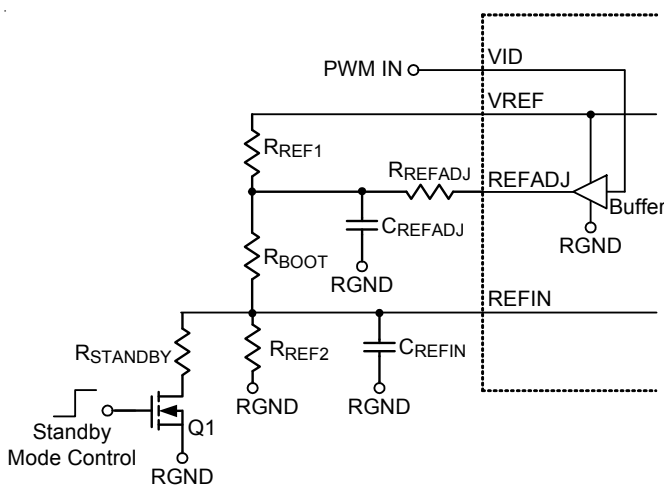 VID
PWM IN
VREF
RREF1
RREFADJ
REFADJ
Buffer
CREFADJ
RGND
RGND
RBOOT
REFIN
RSTANDBY
RREF2
CREFIN
RGND
RGND
Q1
Standby
Mode Control
RGND